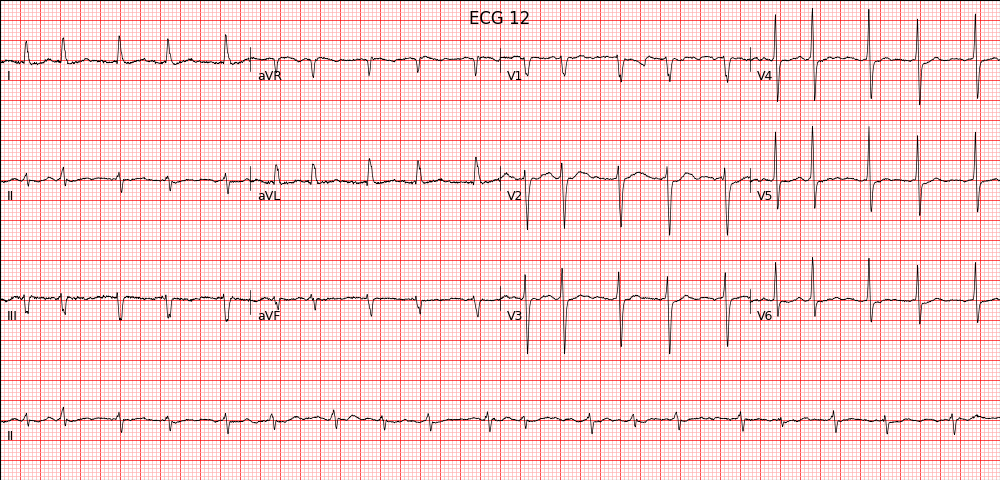 ECG 12
I aVR V1 V4
II aVL V2 V5
III aVF V3 V6
II